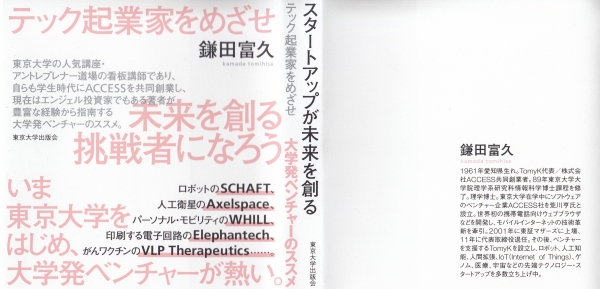 テック起業家をめざせ
鎌田富久
kamada tomihisa
東京大学の人気講座・
アントレプレナー道場の看板講師であり、
自らも学生時代にACCESSを共同創業し、
現在はエンジェル投資家でもある著者が
豊富な経験から指南する
大学発ベンチャーのススメ。
東京大学出版会
未来を創る
挑戦者になろう
ロボットのSCHAFT、
人工衛星のAxelspace、
パーソナル・モビリティのWHILL、
印刷する電子回路のElephantech、
がんワクチンのVLP Therapeutics……。
いま
東京大学を
はじめ、
大学発ベンチャーが熱い。
テック起業家をめざせ
スタートアップが未来を創る
大学発ベンチャーのススメ
東京大学出版会
鎌田富久
kamada tomihisa
1961年愛知県生れ。TomyK代表／株式会
社ACCESS共同創業者。89年東京大学大
学院理学系研究科情報科学博士課程を修
了。理学博士。東京大学在学中にソフトウェア
のベンチャー企業ACCESS社を荒川亨氏と
設立。世界初の携帯電話向けウェブブラウザ
などを開発し、モバイルインターネットの技術革
新を牽引。2001年に東証マザーズに上場、
11年に代表取締役退任。その後、ベンチャー
を支援するTomyKを設立し、ロボット、人工知
能、人間拡張、IoT（Internet of Things）、ゲ
ノム、医療、宇宙などの先端テクノロジー・ス
タートアップを多数立ち上げ中。